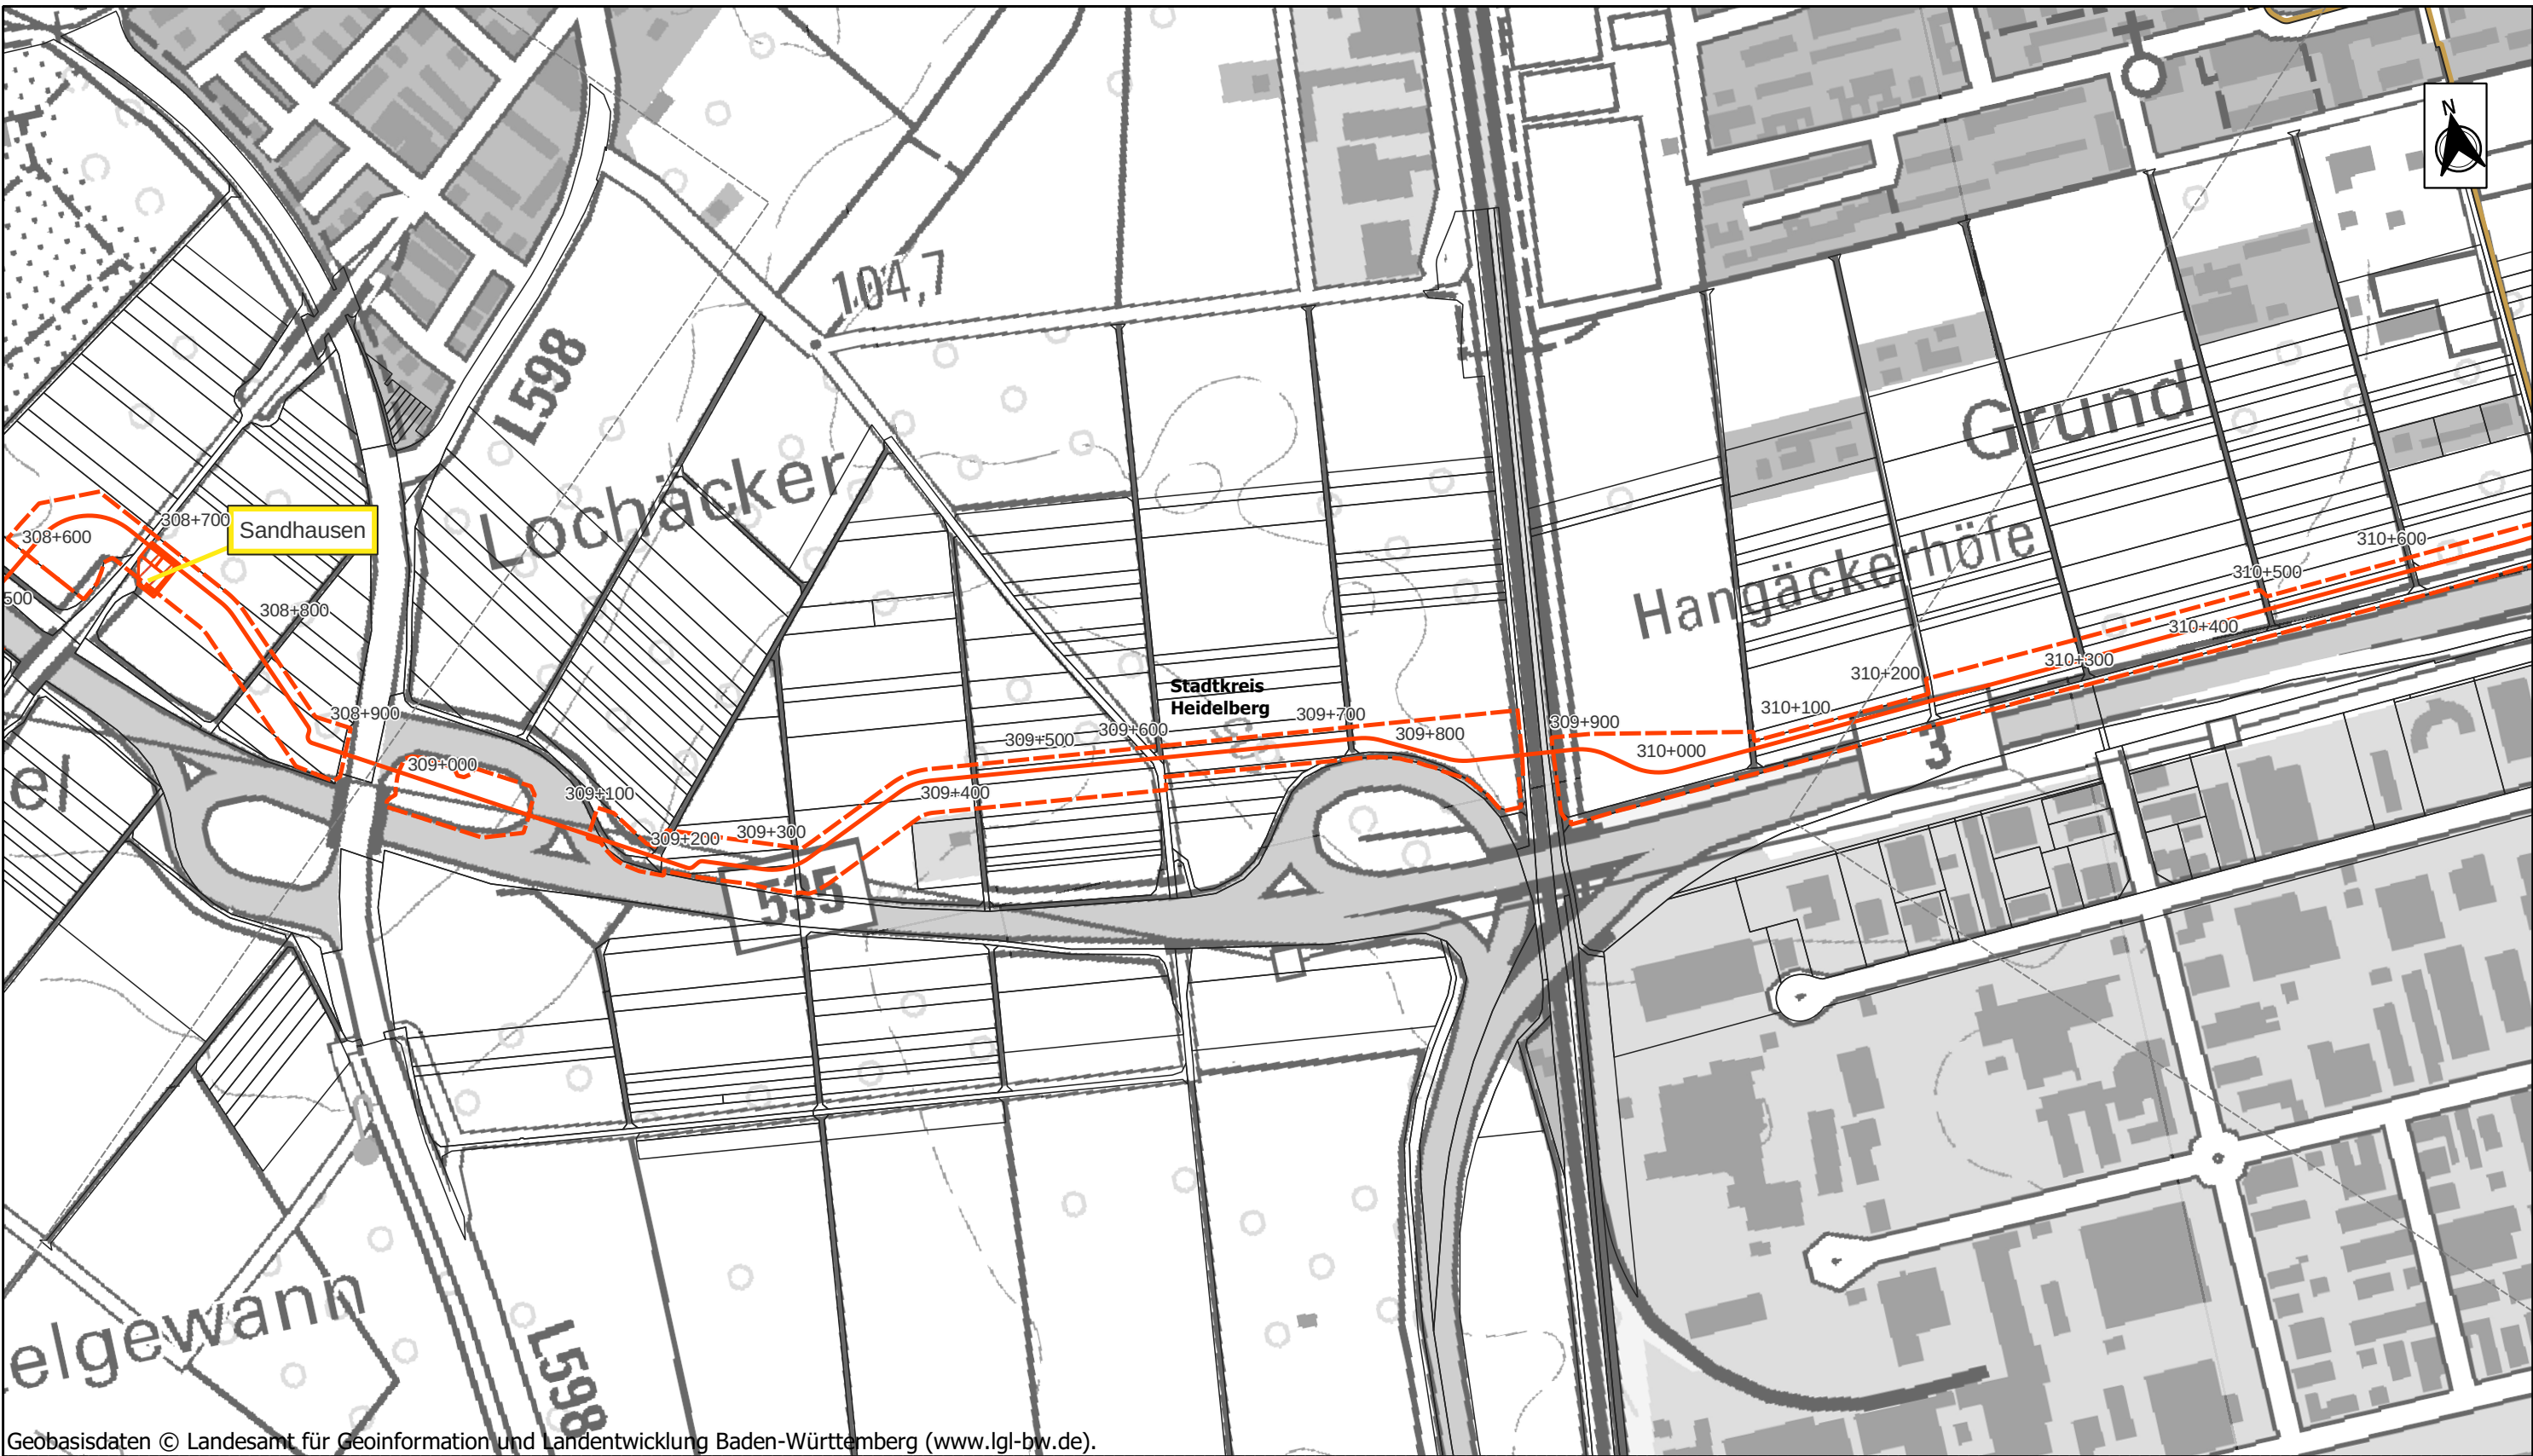 N
104,7
L598
Grund
Lochäcker
308+700
Sandhausen
308+600
Hangäckerhöfe
310+600
310+500
500
308+800
310+400
310+300
310+200
Stadtkreis
Heidelberg
310+100
308+900
309+700
309+900
309+600
309+800
309+500
310+000
3
309+000
el
309+100
309+400
309+300
309+200
535
elgewann
L598
Geobasisdaten © Landesamt für Geoinformation und Landentwicklung Baden-Württemberg (www.lgl-bw.de).